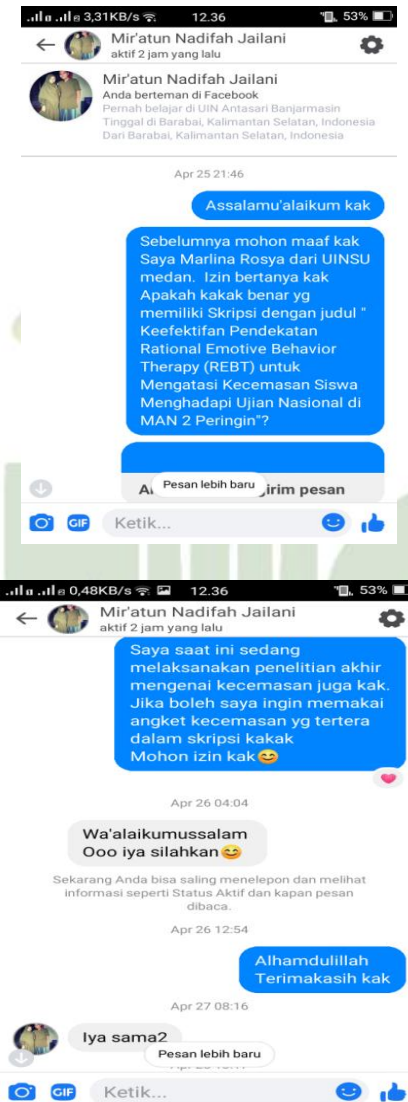 3,31KB/s 12.36 53%
Mir'atun Nadifah Jailani
aktif 2 jam yang lalu
Mir'atun Nadifah Jailani
Anda berteman di Facebook
Pernah belajar di UIN Antasari Banjarmasin
Tinggal di Barabai, Kalimantan Selatan, Indonesia
Dari Barabai, Kalimantan Selatan, Indonesia
Apr 25 21:46
Assalamu'alaikum kak
Sebelumnya mohon maaf kak
Saya Marlina Rosya dari UINSU
medan. Izin bertanya kak
Apakah kakak benar yg
memiliki Skripsi dengan judul "
Keefektifan Pendekatan
Rational Emotive Behavior
Therapy (REBT) untuk
Mengatasi Kecemasan Siswa
Menghadapi Ujian Nasional di
MAN 2 Peringin"?
Pesan lebih baru irim pesan
GIF Ketik...
0,48KB/s 12.36 53%
Mir'atun Nadifah Jailani
aktif 2 jam yang lalu
Saya saat ini sedang
melaksanakan penelitian akhir
mengenai kecemasan juga kak.
Jika boleh saya ingin memakai
angket kecemasan yg tertera
dalam skripsi kakak
Mohon izin kak😊
Apr 26 04:04
Wa'alaikumussalam
Ooo iya silahkan😊
Sekarang Anda bisa saling menelepon dan melihat
informasi seperti Status Aktif dan kapan pesan
dibaca.
Apr 26 12:54
Alhamdulillah
Terimakasih kak
Apr 27 08:16
Iya sama2
Pesan lebih baru
GIF Ketik...